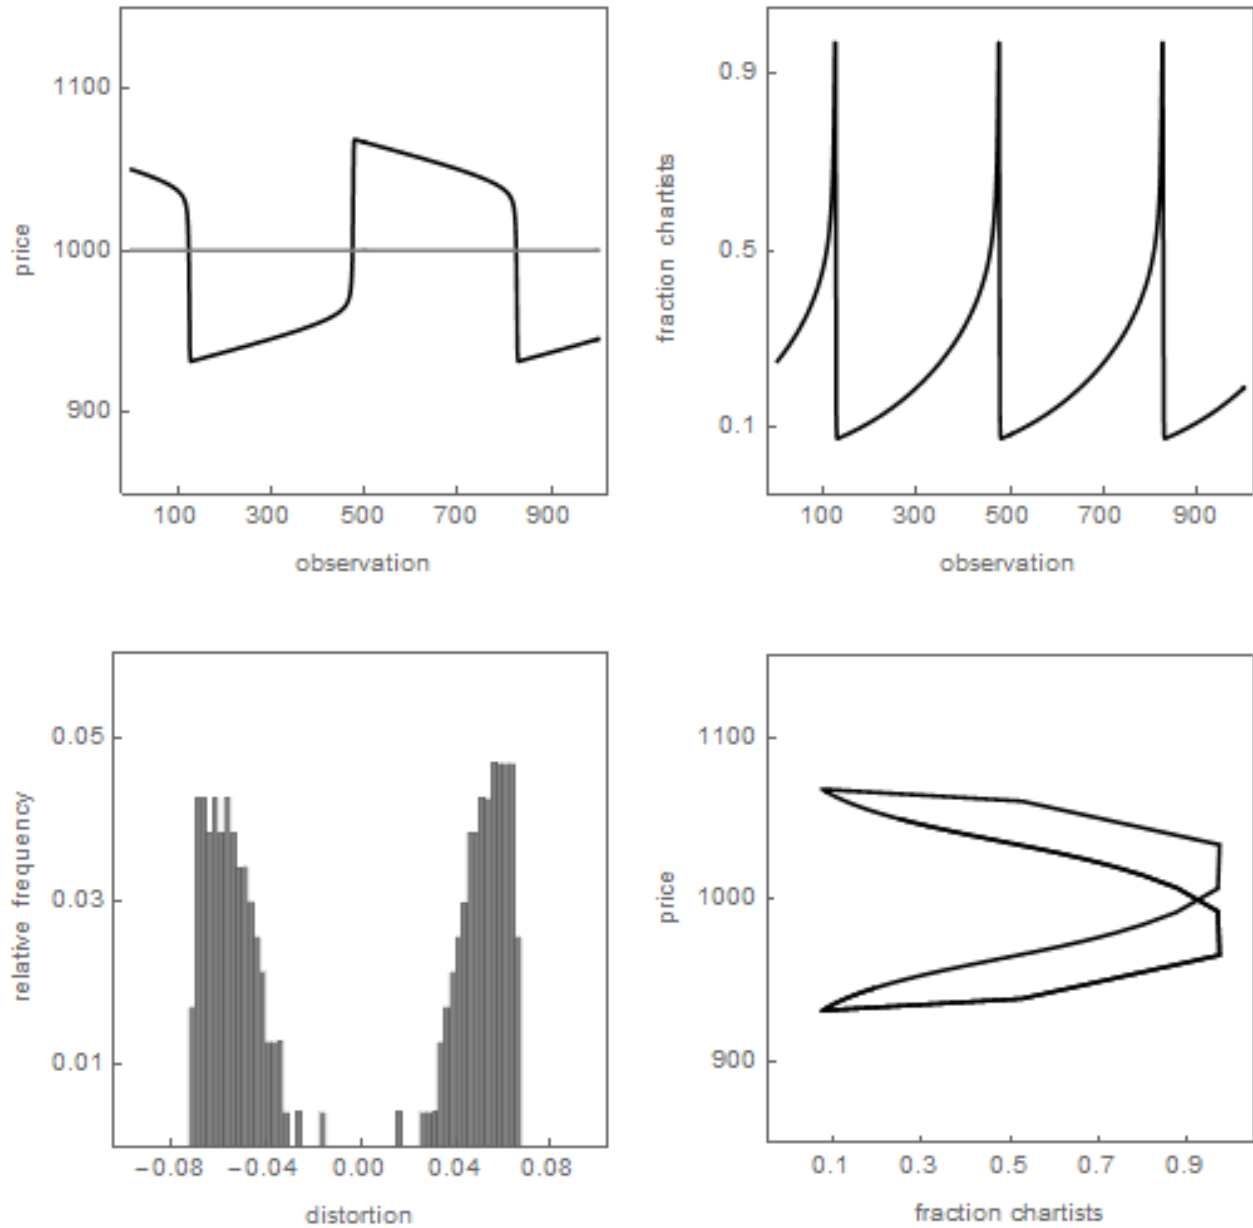 1100
1000
900
price
100 300 500 700 900
observation
0.9
0.5
0.1
fraction chartists
100 300 500 700 900
observation
0.05
0.03
0.01
relative frequency
−0.08 −0.04 0.00 0.04 0.08
distortion
1100
1000
900
price
0.1 0.3 0.5 0.7 0.9
fraction chartists